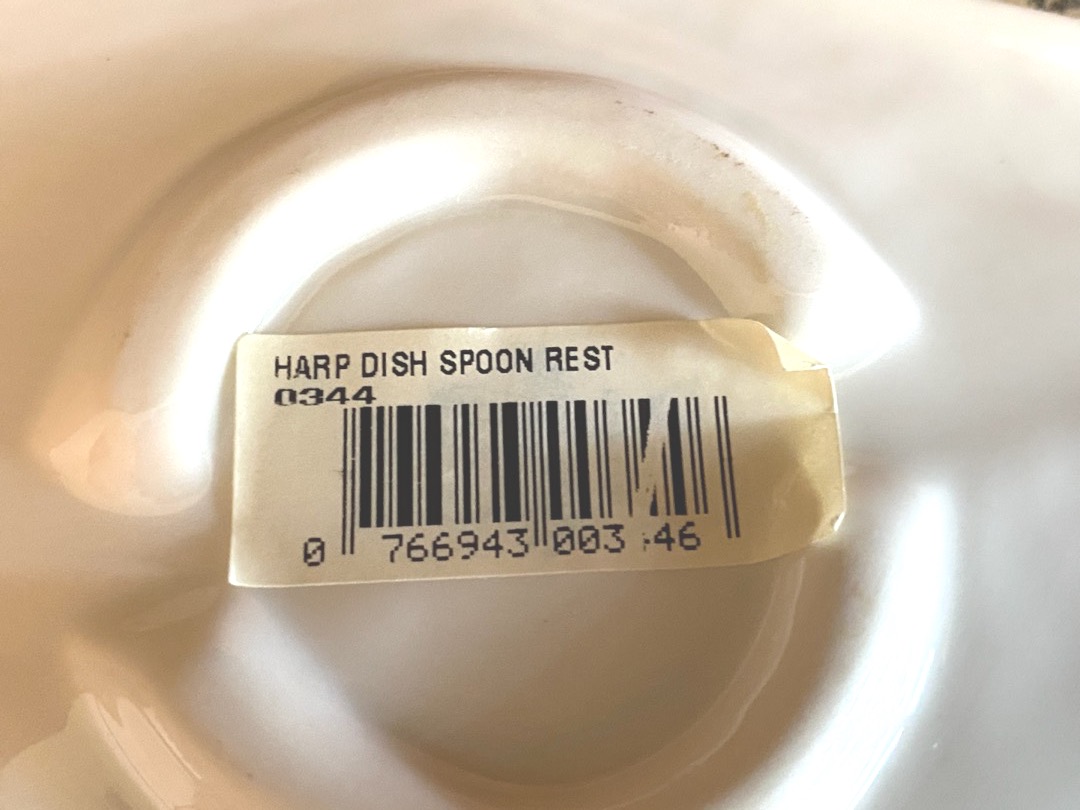 HARP DISH SPOON REST
0344
0 766943 003 46